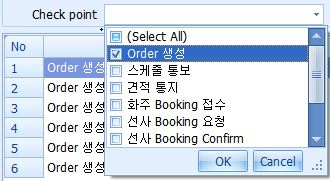 Check point
(Select All)
Order 생성
스케줄 통보
견적 통지
화주 Booking 접수
선사 Booking 요청
선사 Booking Confirm
OK Cancel
No
1 Order 생성
2 Order 생성
3 Order 생성
4 Order 생성
5 Order 생성
6 Order 생성